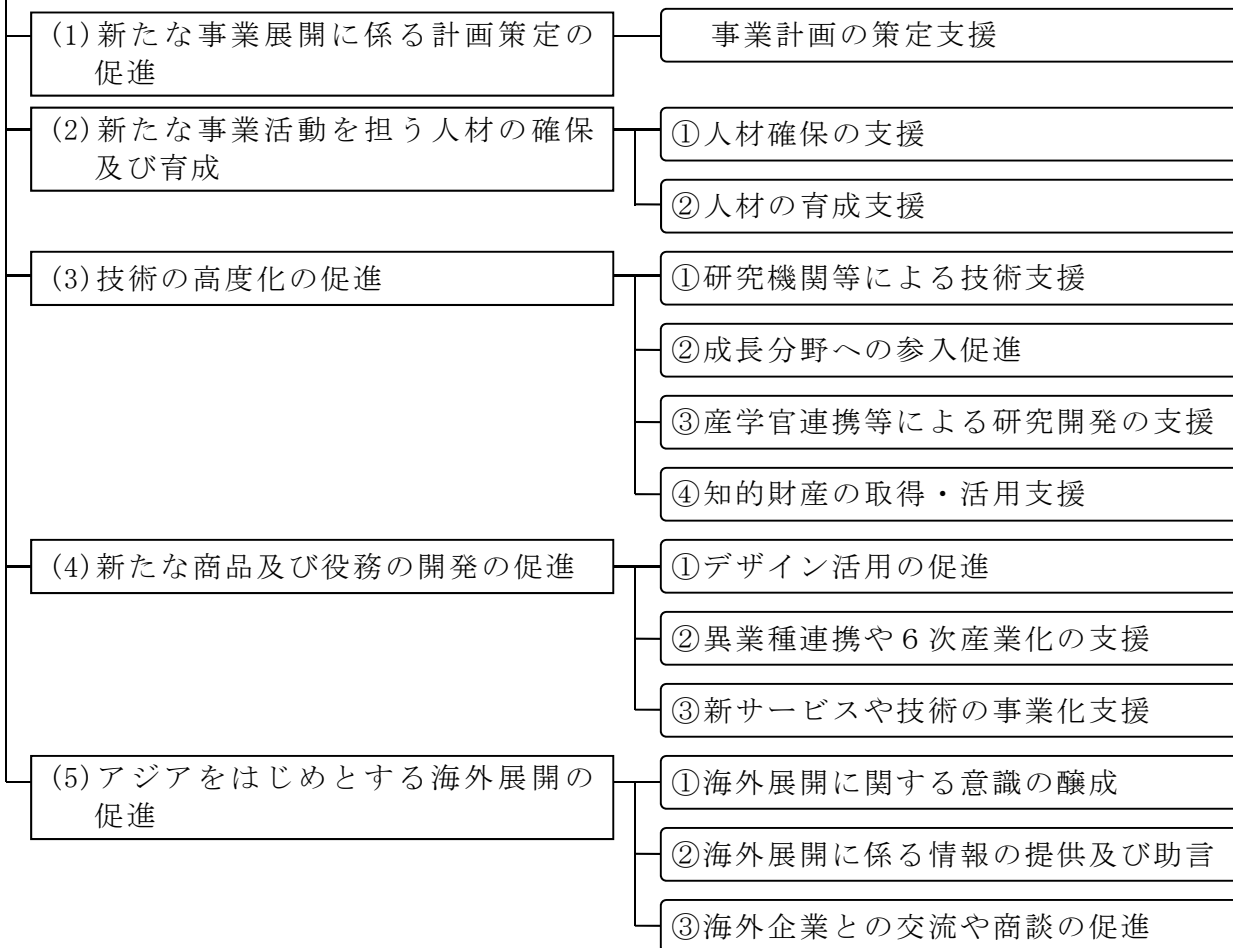 (1)新たな事業展開に係る計画策定の
促進
事業計画の策定支援
(2)新たな事業活動を担う人材の確保
及び育成
①人材確保の支援
②人材の育成支援
(3)技術の高度化の促進
①研究機関等による技術支援
②成長分野への参入促進
③産学官連携等による研究開発の支援
④知的財産の取得・活用支援
(4)新たな商品及び役務の開発の促進
①デザイン活用の促進
②異業種連携や6次産業化の支援
③新サービスや技術の事業化支援
(5)アジアをはじめとする海外展開の
促進
①海外展開に関する意識の醸成
②海外展開に係る情報の提供及び助言
③海外企業との交流や商談の促進